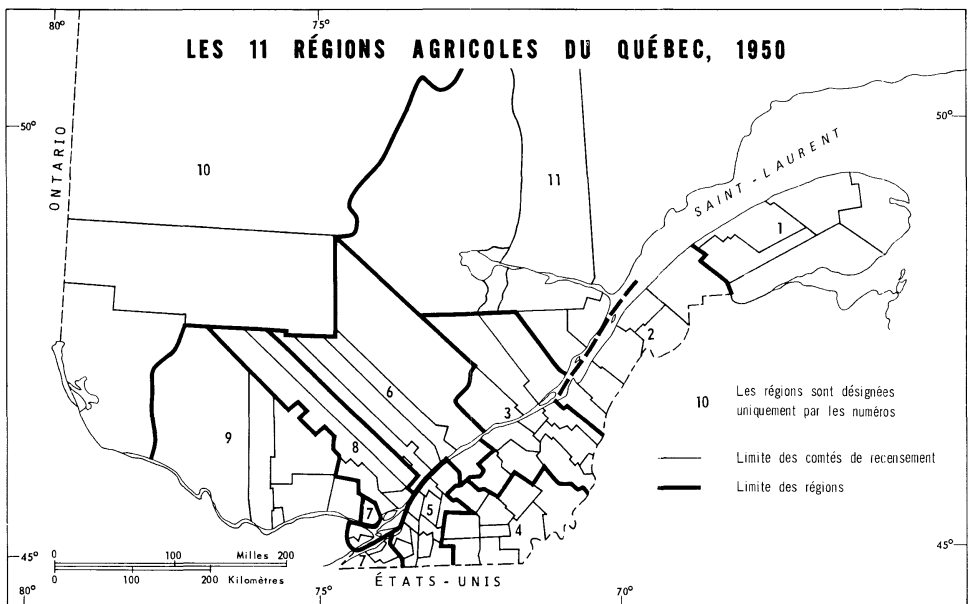 80°
75°
LES 11 RÉGIONS AGRICOLES DU QUÉBEC, 1950
50°
50°
ONTARIO
SAINT-LAURENT
10
11
1
2
6
3
9
8
7
5
4
7
10 Les régions sont désignées
uniquement par les numéros
Limite des comtés de recensement
Limite des régions
45°
45°
0 100 Milles 200
0 100 200
Kilomètres
ÉTATS-UNIS
80°
75°
70°